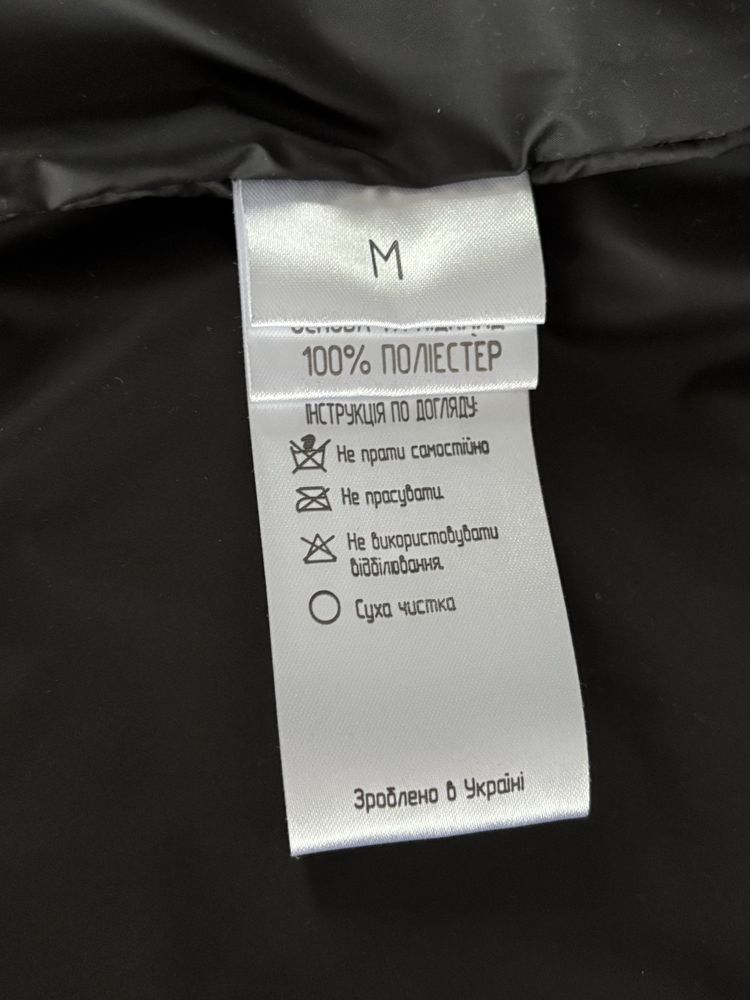 M
100% ПОЛІЕСТЕР
ІНСТРУКЦІЯ ПО ДОГЛЯДУ:
Не прати самостійно
Не прасувати.
Не використовувати
відбілювання.
Суха чистка
Зроблено в Україні